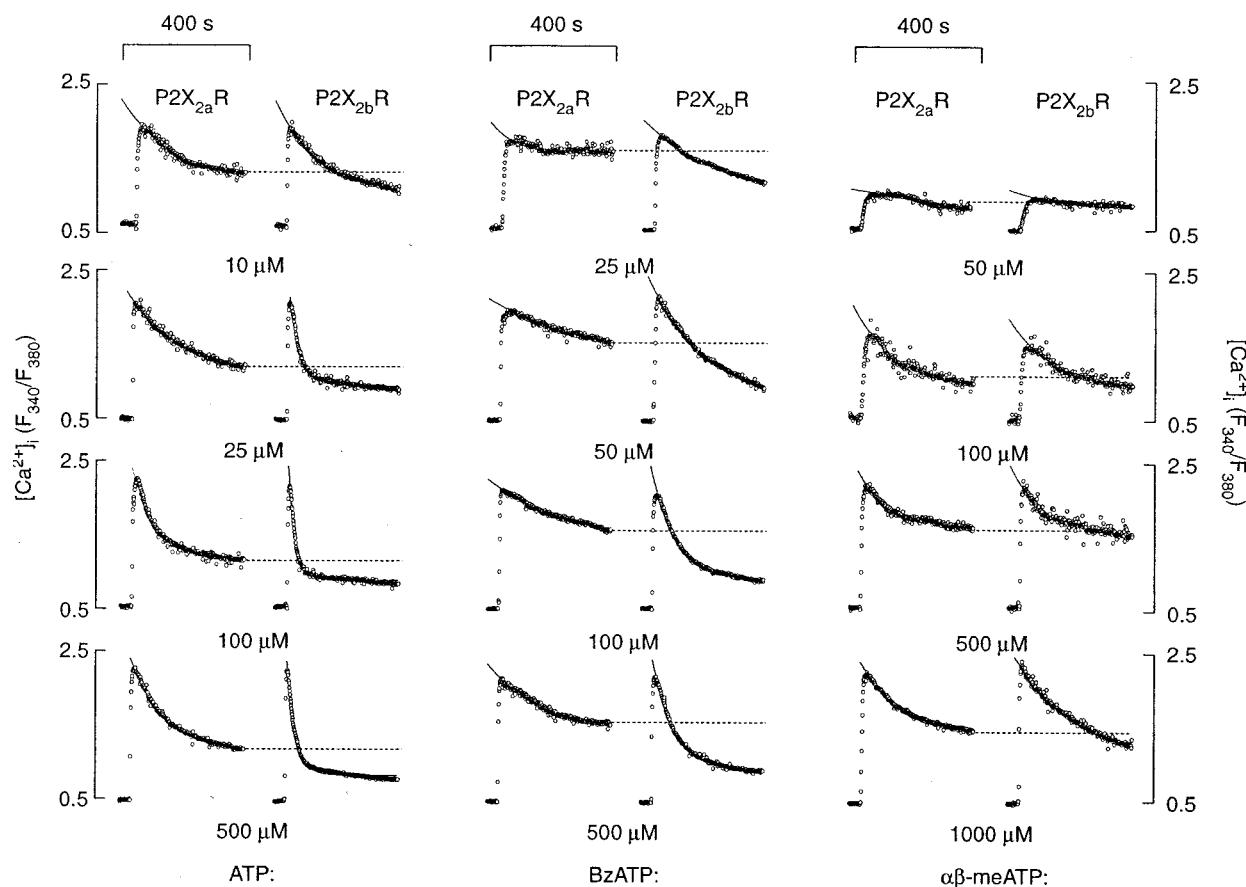 400 s 400 s 400 s
2.5 P2X2aR P2X2bR P2X2aR P2X2bR P2X2aR P2X2bR 2.5
0.5 0.5
10 μM 25 μM 50 μM
2.5 2.5
0.5 0.5
25 μM 50 μM 100 μM
2.5 2.5
0.5 0.5
100 μM 100 μM 500 μM
2.5 2.5
0.5 0.5
500 μM 500 μM 1000 μM
ATP: BzATP: αβ-meATP:
[Ca2+]i (F340/F380)
[Ca2+]i (F340/F380)